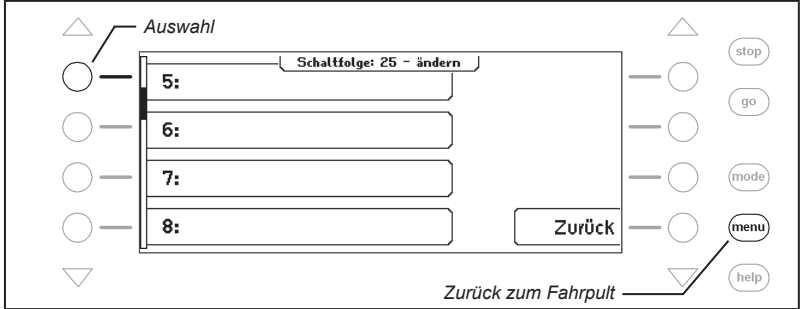 Auswahl
Schaltfolge: 25 - ändern
stop
5:
go
6:
7:
mode
8:
Zurück
menu
help
Zurück zum Fahrpult